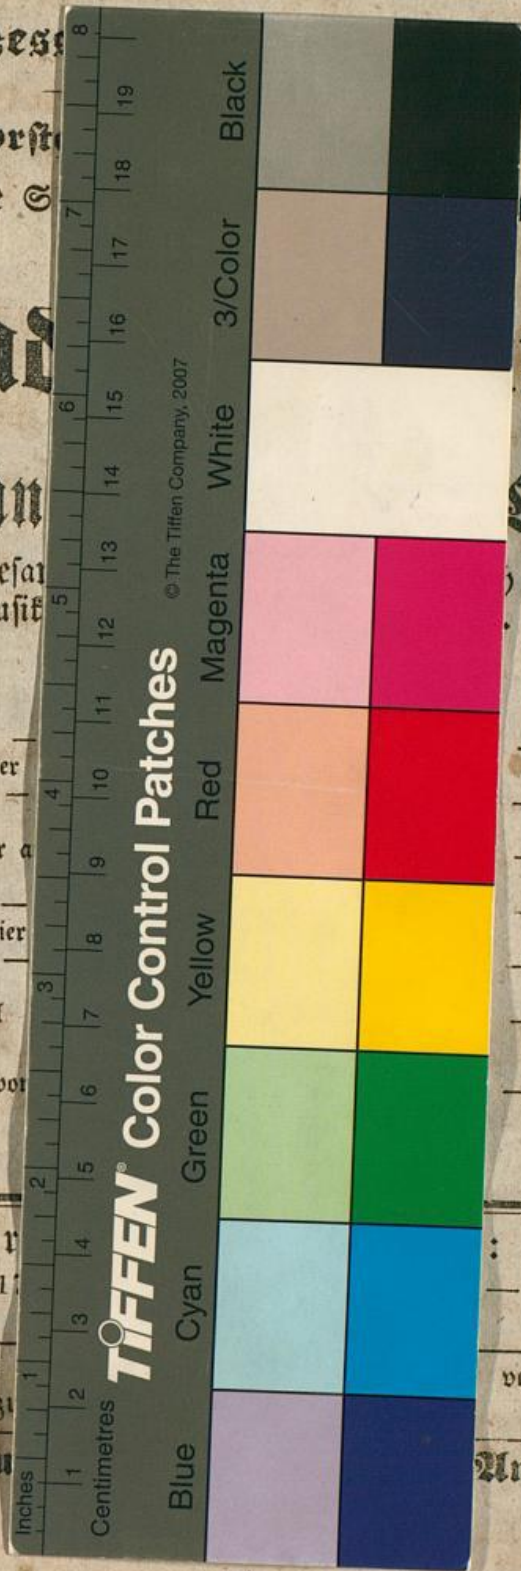 TIFFEN® Color Control Patches
© The Tiffen Company, 2007
Inches
1
2
3
4
5
6
7
8
Centimetres
1
2
3
4
5
6
7
8
9
10
11
12
13
14
15
16
17
18
19
Blue
Cyan
Green
Yellow
Red
Magenta
White
3/Color
Black
er
r a
ier